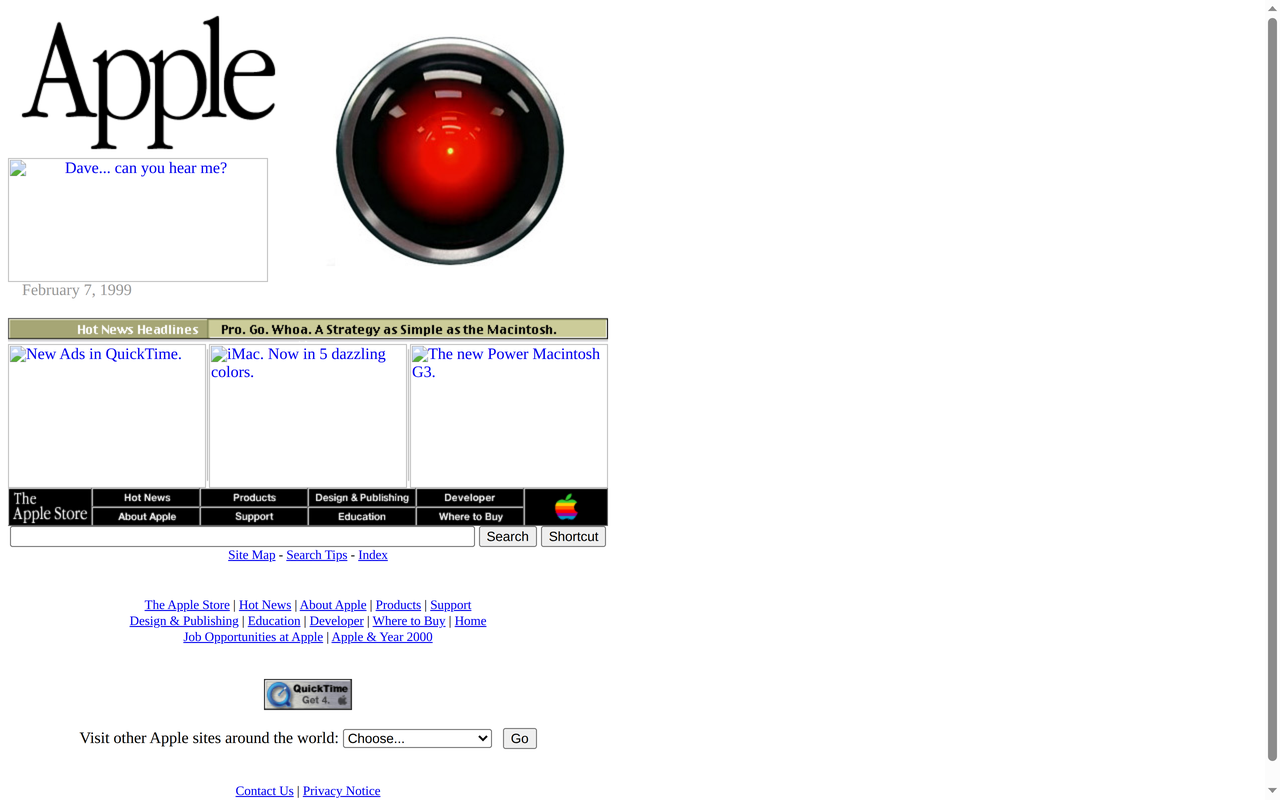 Apple
Dave... can you hear me?
February 7, 1999
Hot News Headlines Pro. Go. Whoa. A Strategy as Simple as the Macintosh.
New Ads in QuickTime.
iMac. Now in 5 dazzling colors.
The new Power Macintosh G3.
The Apple Store
Hot News Products Design & Publishing Developer
About Apple Support Education Where to Buy
Search Shortcut
Site Map - Search Tips - Index
The Apple Store | Hot News | About Apple | Products | Support
Design & Publishing | Education | Developer | Where to Buy | Home
Job Opportunities at Apple | Apple & Year 2000
QuickTime
Get 4.
Visit other Apple sites around the world: Choose... Go
Contact Us | Privacy Notice